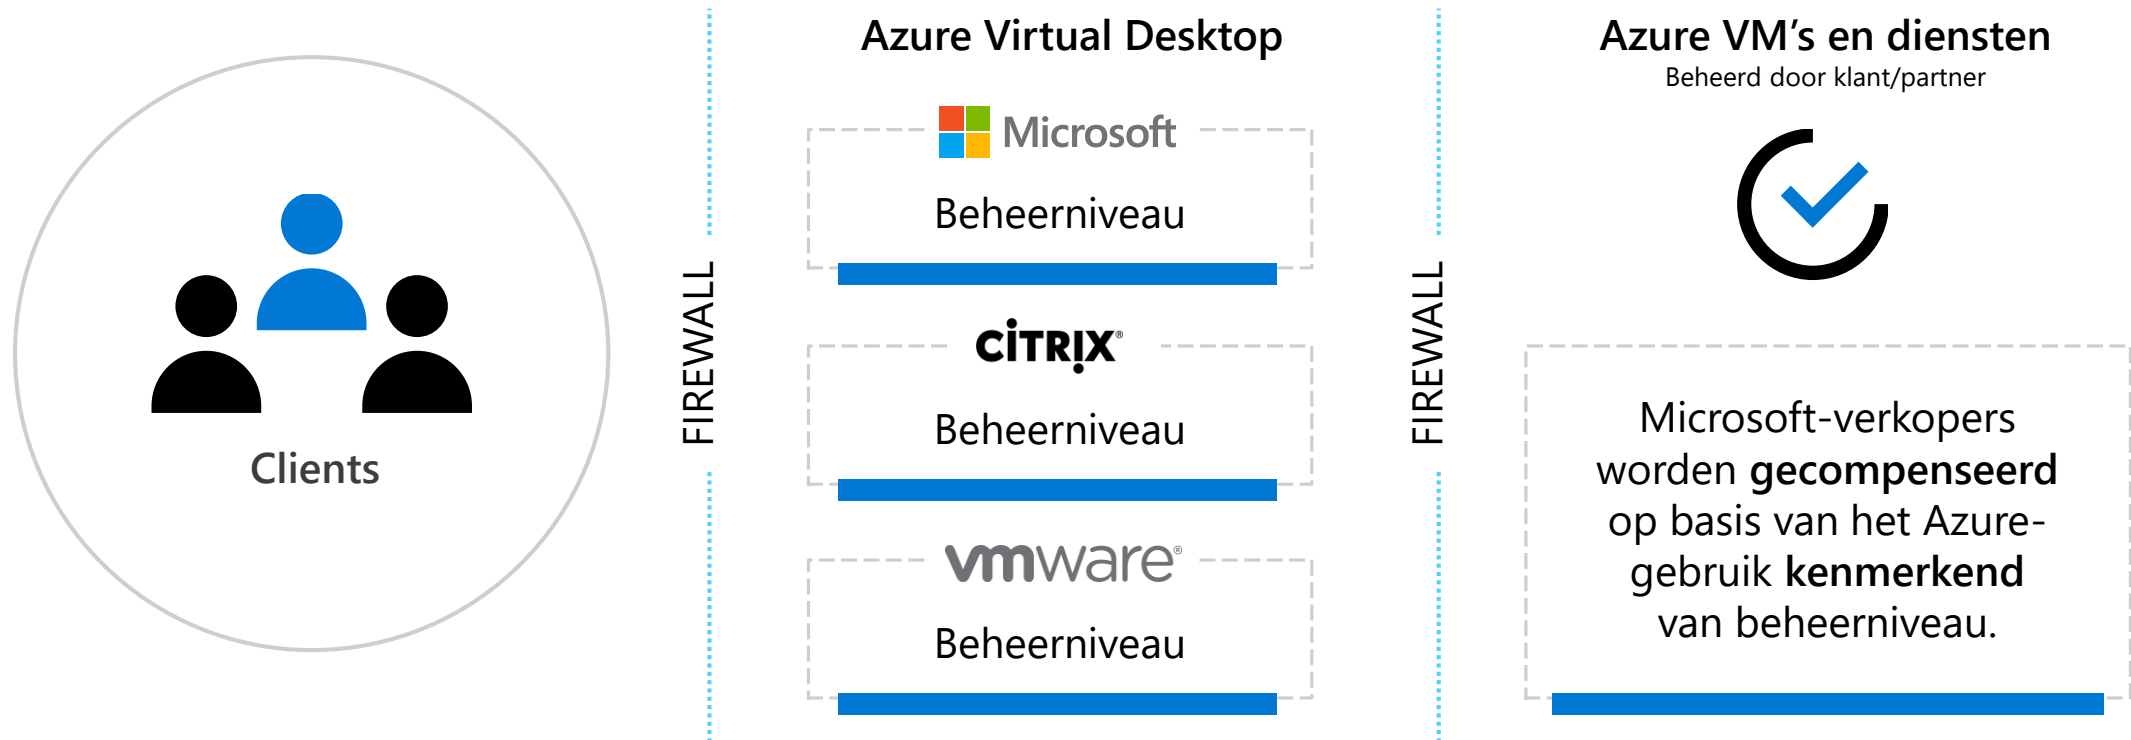 Clients
FIREWALL
Azure Virtual Desktop
Microsoft
Beheerniveau
CITRIX®
Beheerniveau
vmware®
Beheerniveau
FIREWALL
Azure VM’s en diensten
Beheerd door klant/partner
Microsoft-verkopers
worden gecompenseerd
op basis van het Azure-
gebruik kenmerkend
van beheerniveau.